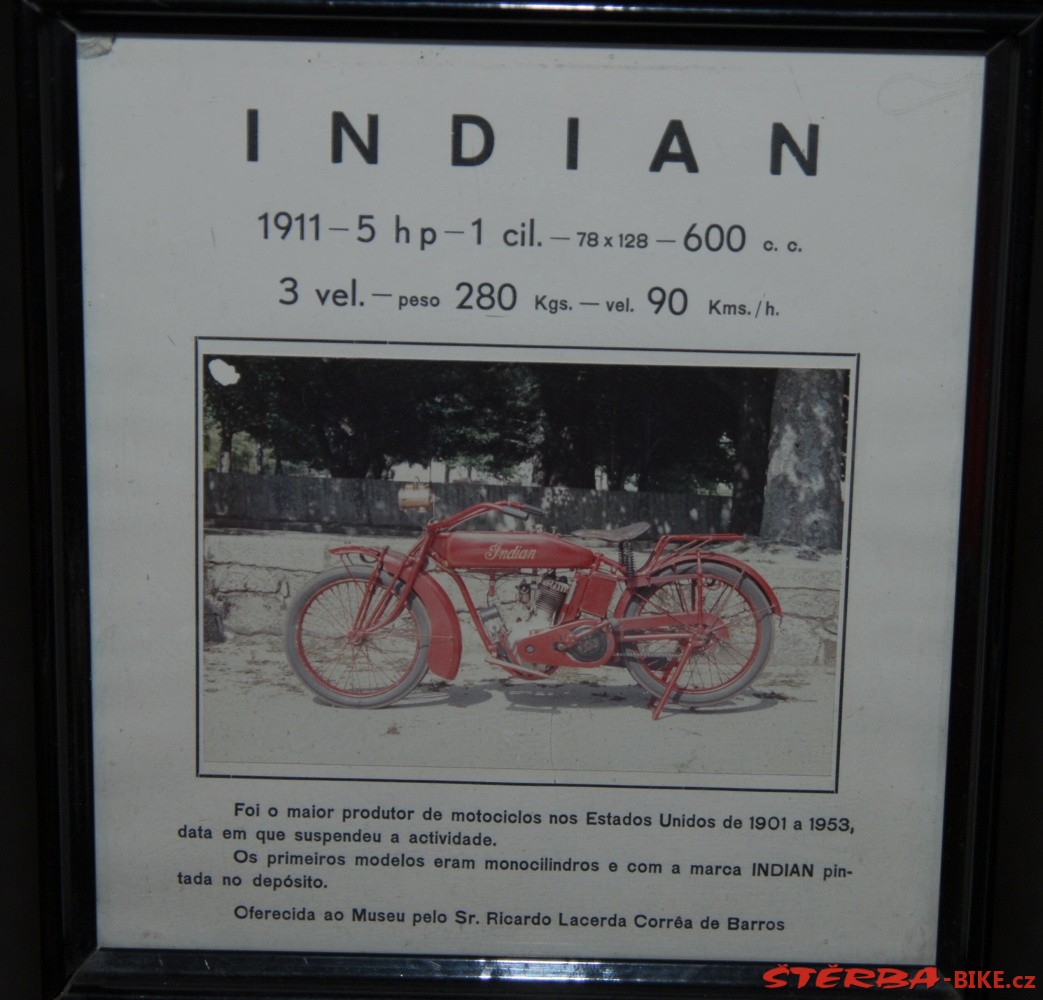 INDIAN
1911 – 5 hp – 1 cil. – 78 x 128 – 600 c. c.
3 vel. – peso 280 Kgs. – vel. 90 Kms./h.
Indian
Foi o maior produtor de motociclos nos Estados Unidos de 1901 a 1953,
data em que suspendeu a actividade.
Os primeiros modelos eram monocilindros e com a marca INDIAN pin-
tada no depósito.
Oferecida ao Museu pelo Sr. Ricardo Lacerda Corrêa de Barros
ŠTĚRBA-BIKE.cz